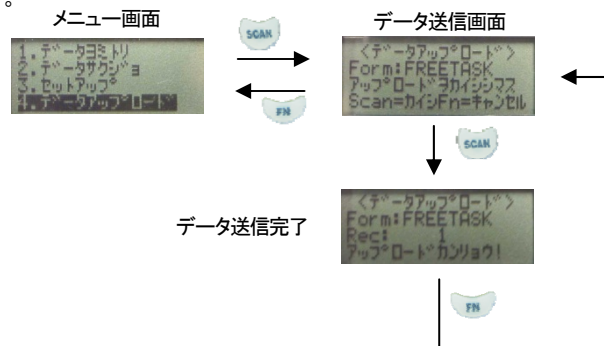 。
メニュー画面
データ送信画面
SCAN
1.データヨミトリ
2.データサクジョ
3.セットアップ
4.データアップロード
FN
<データアップロード>
Form:FREETASK
アップロードヲカイシシマス
Scan=カイシFn=キャンセル
SCAN
データ送信完了
<データアップロード>
Form:FREETASK
Rec: 1
アップロードカンリョウ!
FN